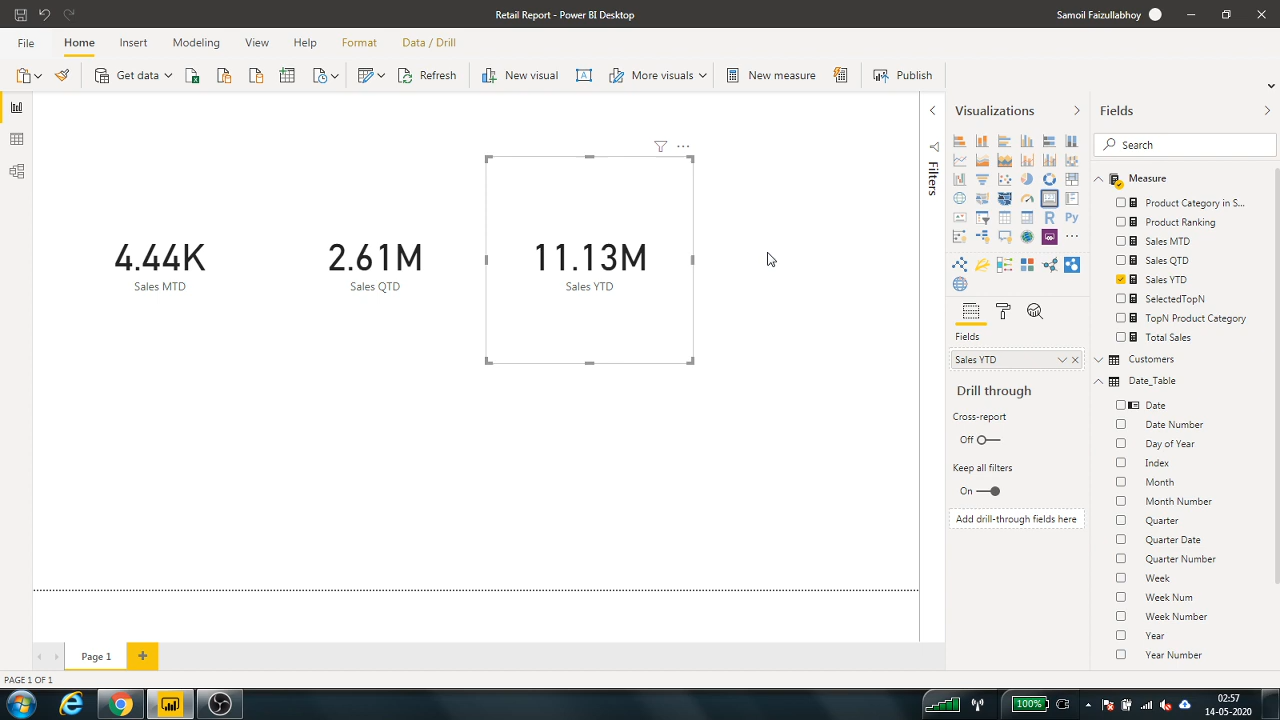 Retail Report - Power BI Desktop
Samoil Faizullabhoy
File
Home
Insert
Modeling
View
Help
Format
Data / Drill
Get data
Refresh
New visual
More visuals
New measure
Publish
4.44K
Sales MTD
2.61M
Sales QTD
11.13M
Sales YTD
Filters
Visualizations
R
Py
Fields
Sales YTD
Drill through
Cross-report
Off
Keep all filters
On
Add drill-through fields here
Fields
Search
Measure
Product Category in S...
Product Ranking
Sales MTD
Sales QTD
Sales YTD
SelectedTopN
TopN Product Category
Total Sales
Customers
Date_Table
Date
Date Number
Day of Year
Index
Month
Month Number
Quarter
Quarter Date
Quarter Number
Week
Week Num
Week Number
Year
Year Number
Page 1
PAGE 1 OF 1
100%
02:57
14-05-2020